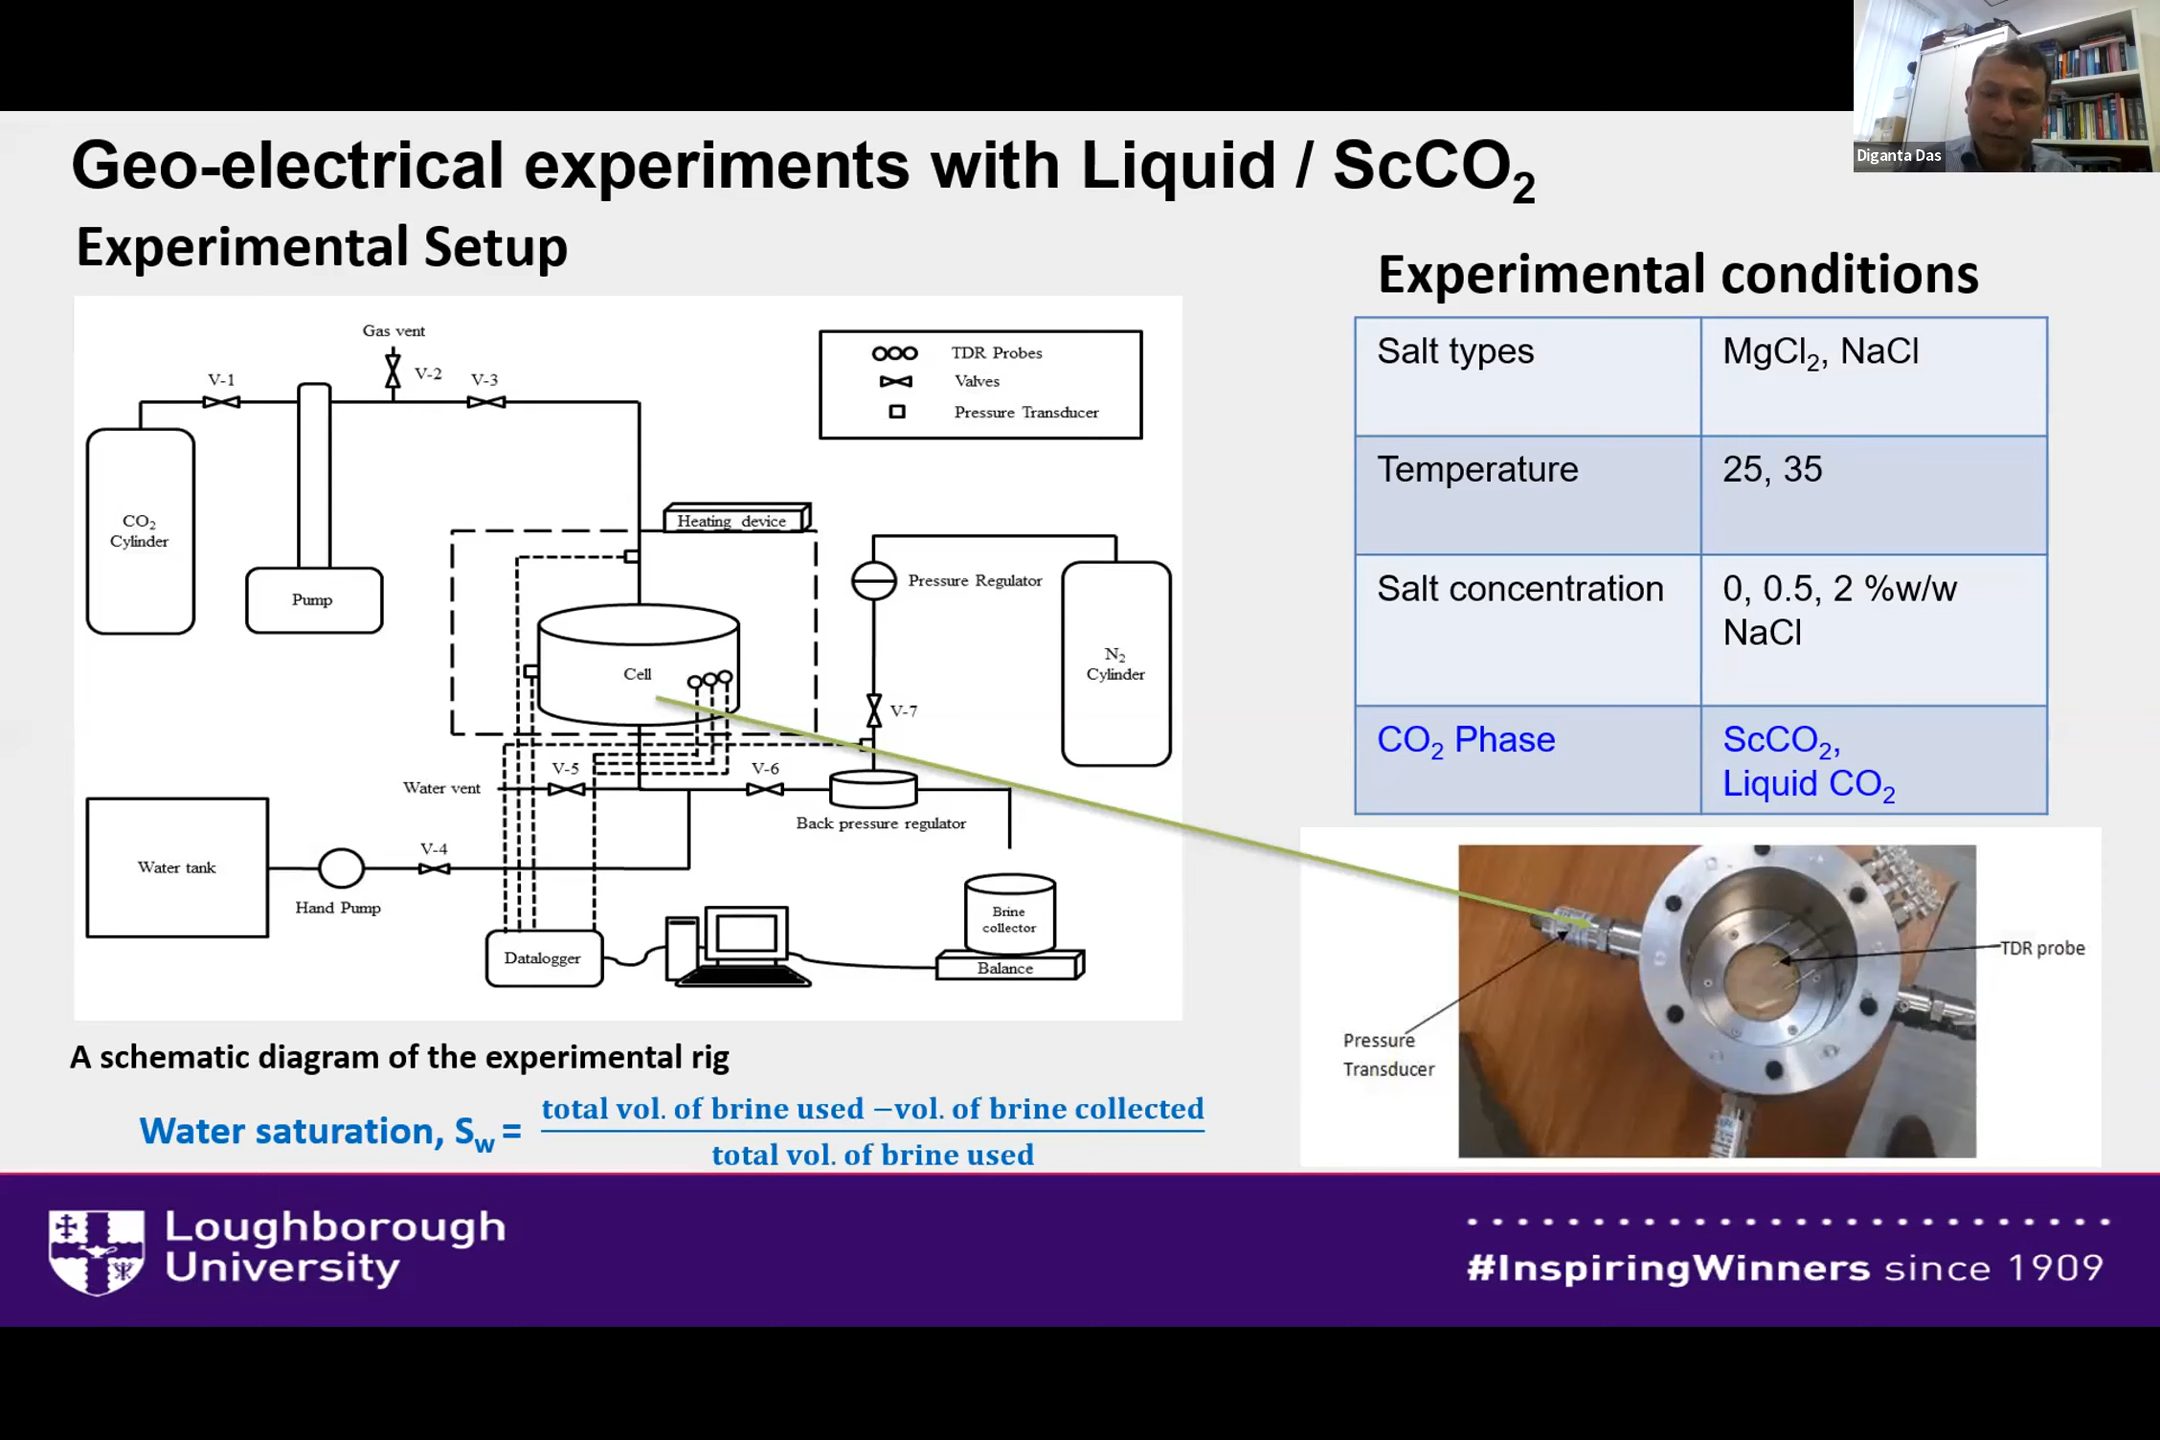 Diganta Das
Geo-electrical experiments with Liquid / ScCO₂
Experimental Setup
Experimental conditions
Gas vent
V-1
V-2
V-3
TDR Probes
Valves
Pressure Transducer
CO₂
Cylinder
Pump
Heating device
Pressure Regulator
N₂
Cylinder
Cell
V-7
V-5
V-6
Water vent
Back pressure regulator
V-4
Water tank
Hand Pump
Brine
collector
Datalogger
Balance
Salt types
MgCl₂, NaCl
Temperature
25, 35
Salt concentration
0, 0.5, 2 %w/w
NaCl
CO₂ Phase
ScCO₂,
Liquid CO₂
TDR probe
Pressure
Transducer
A schematic diagram of the experimental rig
total vol. of brine used −vol. of brine collected
Water saturation, Sw =
total vol. of brine used
Loughborough
University
#InspiringWinners since 1909